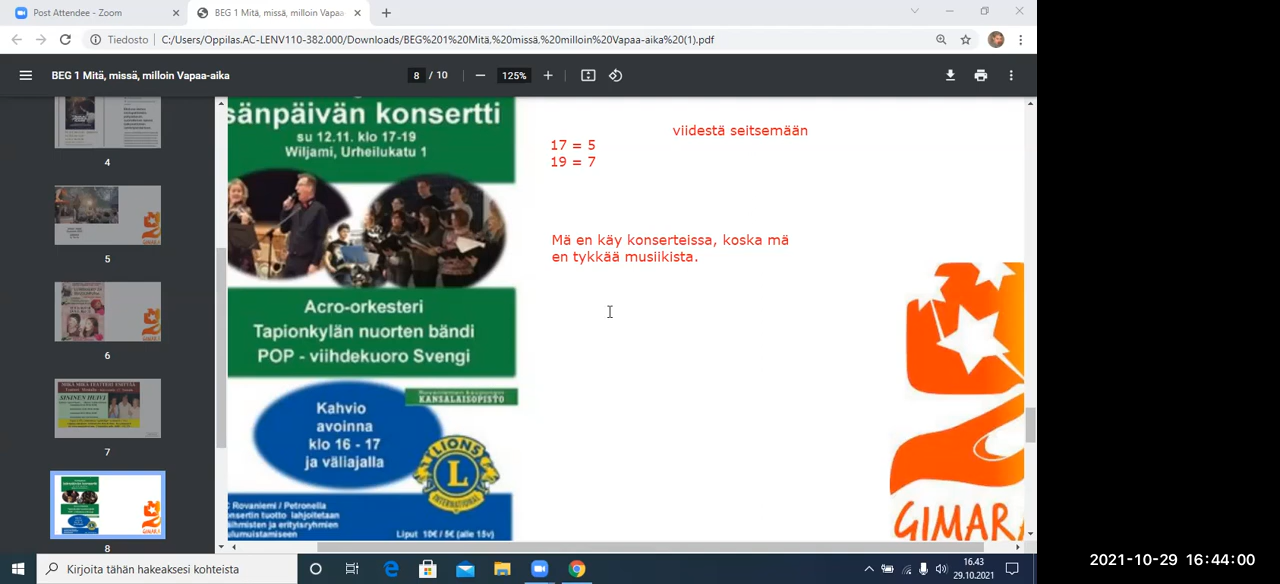 Post Attendee - Zoom
BEG 1 Mitä, missä, milloin Vapaa
Tiedosto
C:/Users/Oppilas.AC-LENV110-382.000/Downloads/BEG%201%20Mitä,%20missä,%20milloin%20Vapaa-aika%20(1).pdf
BEG 1 Mitä, missä, milloin Vapaa-aika
8 / 10
125%
4
5
6
7
8
sänpäivän konsertti
su 12.11. klo 17-19
Wiljami, Urheilukatu 1
Acro-orkesteri
Tapionkylän nuorten bändi
POP - viihdekuoro Svengi
KANSALAISOPISTO
Kahvio
avoinna
klo 16 - 17
ja väliajalla
LIONS
L
INTERNATIONAL
C Rovaniemi / Petronella
onsertin tuotto lahjoitetaan
Liput 10€ / 5€ (alle 15v)
viidestä seitsemään
17 = 5
19 = 7
Mä en käy konserteissa, koska mä
en tykkää musiikista.
GIMARA
Kirjoita tähän hakeaksesi kohteista
16.43
29.10.2021
2021-10-29 16:44:00